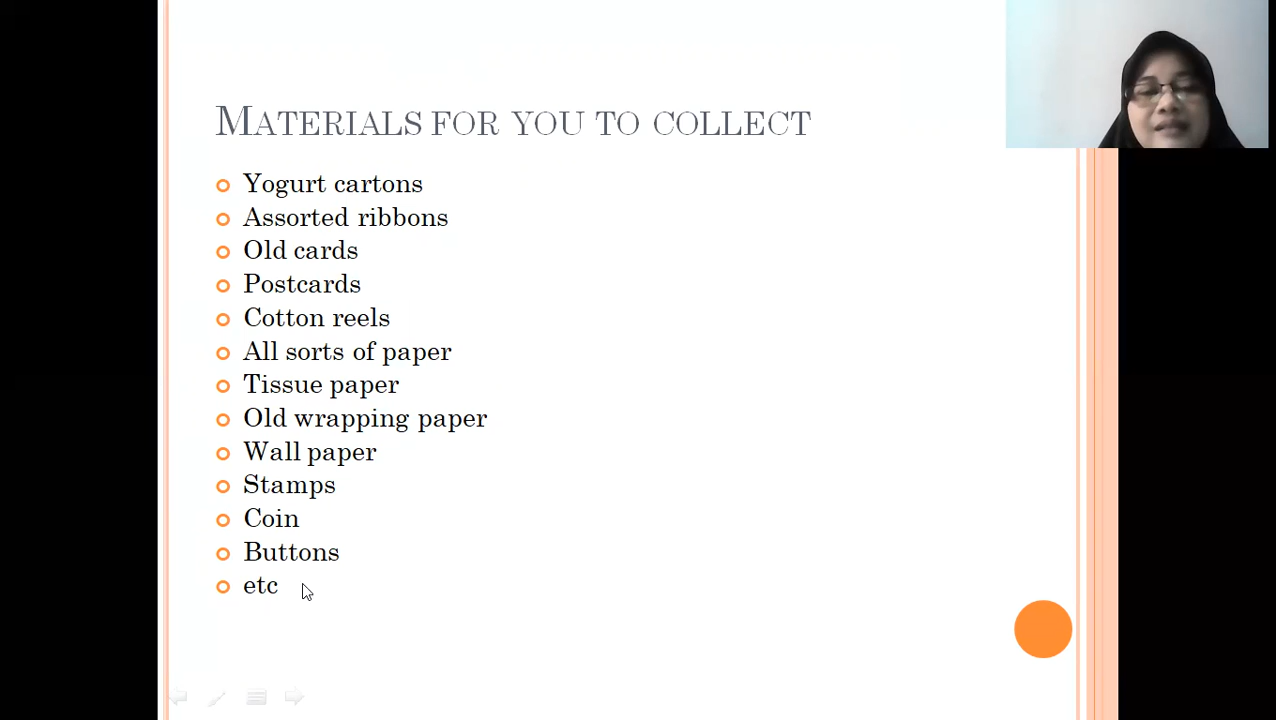 MATERIALS FOR YOU TO COLLECT
Yogurt cartons
Assorted ribbons
Old cards
Postcards
Cotton reels
All sorts of paper
Tissue paper
Old wrapping paper
Wall paper
Stamps
Coin
Buttons
etc